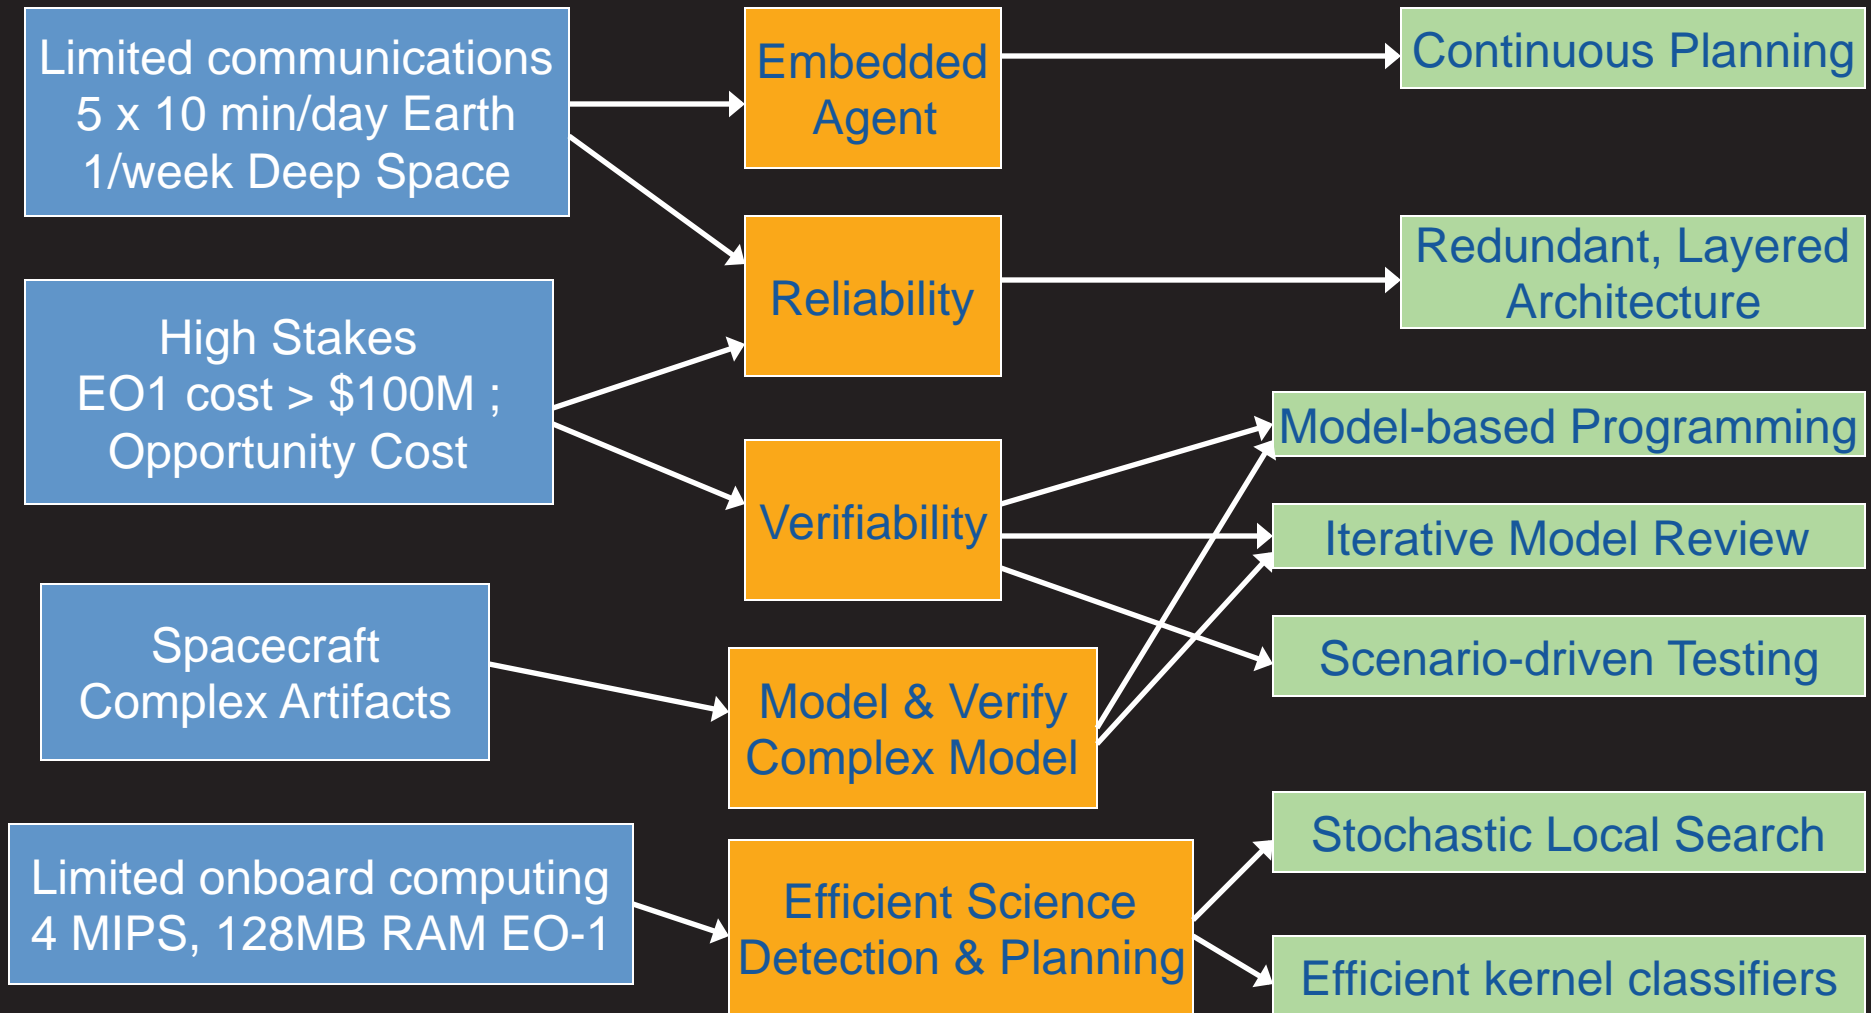 Limited communications
5 x 10 min/day Earth
1/week Deep Space
High Stakes
EO1 cost > $100M ;
Opportunity Cost
Spacecraft
Complex Artifacts
Limited onboard computing
4 MIPS, 128MB RAM EO-1
Embedded
Agent
Reliability
Verifiability
Model & Verify
Complex Model
Efficient Science
Detection & Planning
Continuous Planning
Redundant, Layered
Architecture
Model-based Programming
Iterative Model Review
Scenario-driven Testing
Stochastic Local Search
Efficient kernel classifiers